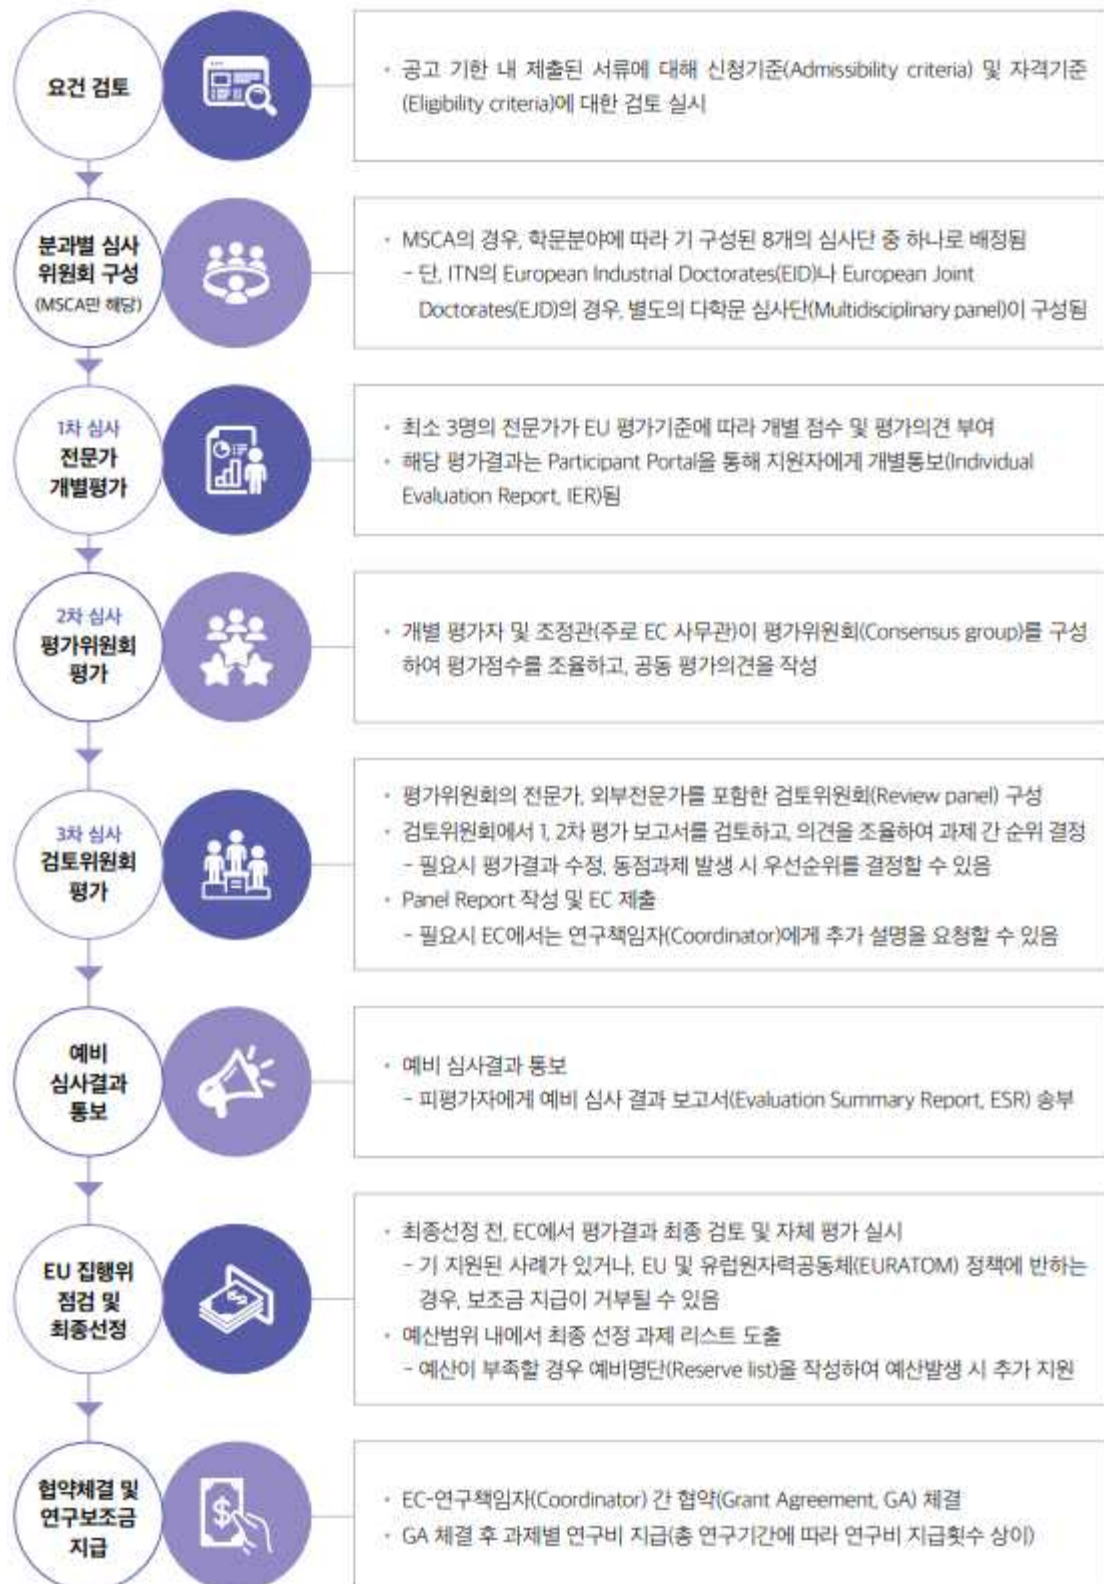 요건 검토
• 공고 기한 내 제출된 서류에 대해 신청기준(Admissibility criteria) 및 자격기준
(Eligibility criteria)에 대한 검토 실시
분과별 심사
위원회 구성
(MSCA만 해당)
• MSCA의 경우, 학문분야에 따라 기 구성된 8개의 심사단 중 하나로 배정됨
- 단, ITN의 European Industrial Doctorates(EID)나 European Joint
Doctorates(EJD)의 경우, 별도의 다학문 심사단(Multidisciplinary panel)이 구성됨
1차 심사
전문가
개별평가
• 최소 3명의 전문가가 EU 평가기준에 따라 개별 점수 및 평가의견 부여
• 해당 평가결과는 Participant Portal을 통해 지원자에게 개별통보(Individual
Evaluation Report, IER)됨
2차 심사
평가위원회
평가
• 개별 평가자 및 조정관(주로 EC 사무관)이 평가위원회(Consensus group)를 구성
하여 평가점수를 조율하고, 공동 평가의견을 작성
3차 심사
검토위원회
평가
• 평가위원회의 전문가, 외부전문가를 포함한 검토위원회(Review panel) 구성
• 검토위원회에서 1, 2차 평가 보고서를 검토하고, 의견을 조율하여 과제 간 순위 결정
- 필요시 평가결과 수정, 동점과제 발생 시 우선순위를 결정할 수 있음
• Panel Report 작성 및 EC 제출
- 필요시 EC에서는 연구책임자(Coordinator)에게 추가 설명을 요청할 수 있음
예비
심사결과
통보
• 예비 심사결과 통보
- 피평가자에게 예비 심사 결과 보고서(Evaluation Summary Report, ESR) 송부
EU 집행위
점검 및
최종선정
• 최종선정 전, EC에서 평가결과 최종 검토 및 자체 평가 실시
- 기 지원된 사례가 있거나, EU 및 유럽원자력공동체(EURATOM) 정책에 반하는
경우, 보조금 지급이 거부될 수 있음
• 예산범위 내에서 최종 선정 과제 리스트 도출
- 예산이 부족할 경우 예비명단(Reserve list)을 작성하여 예산발생 시 추가 지원
협약체결 및
연구보조금
지급
$
• EC-연구책임자(Coordinator) 간 협약(Grant Agreement, GA) 체결
• GA 체결 후 과제별 연구비 지급(총 연구기간에 따라 연구비 지급횟수 상이)